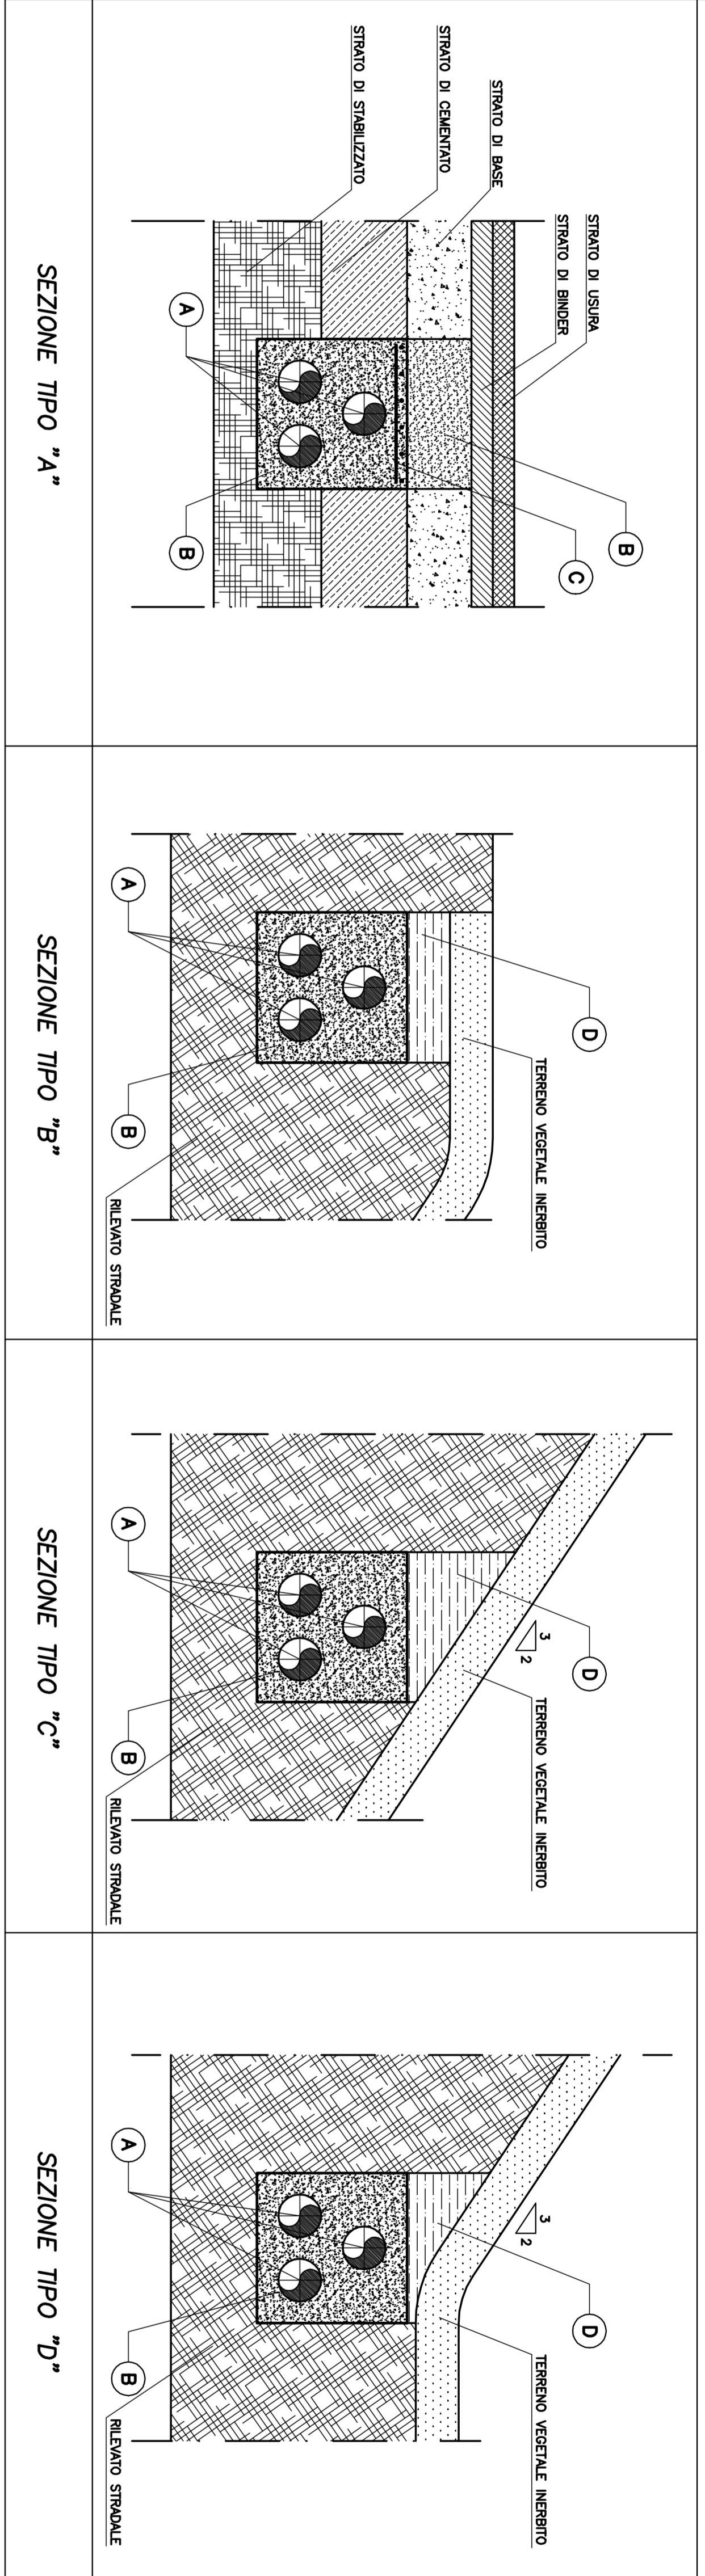 STRATO DI USURA
STRATO DI BINDER
STRATO DI BASE
STRATO DI CEMENTATO
STRATO DI STABILIZZATO
B
C
A
B
SEZIONE TIPO "A"
D
TERRENO VEGETALE INERBITO
A
B
RILEVATO STRADALE
SEZIONE TIPO "B"
D
3
2
TERRENO VEGETALE INERBITO
A
B
RILEVATO STRADALE
SEZIONE TIPO "C"
D
3
2
TERRENO VEGETALE INERBITO
A
B
RILEVATO STRADALE
SEZIONE TIPO "D"